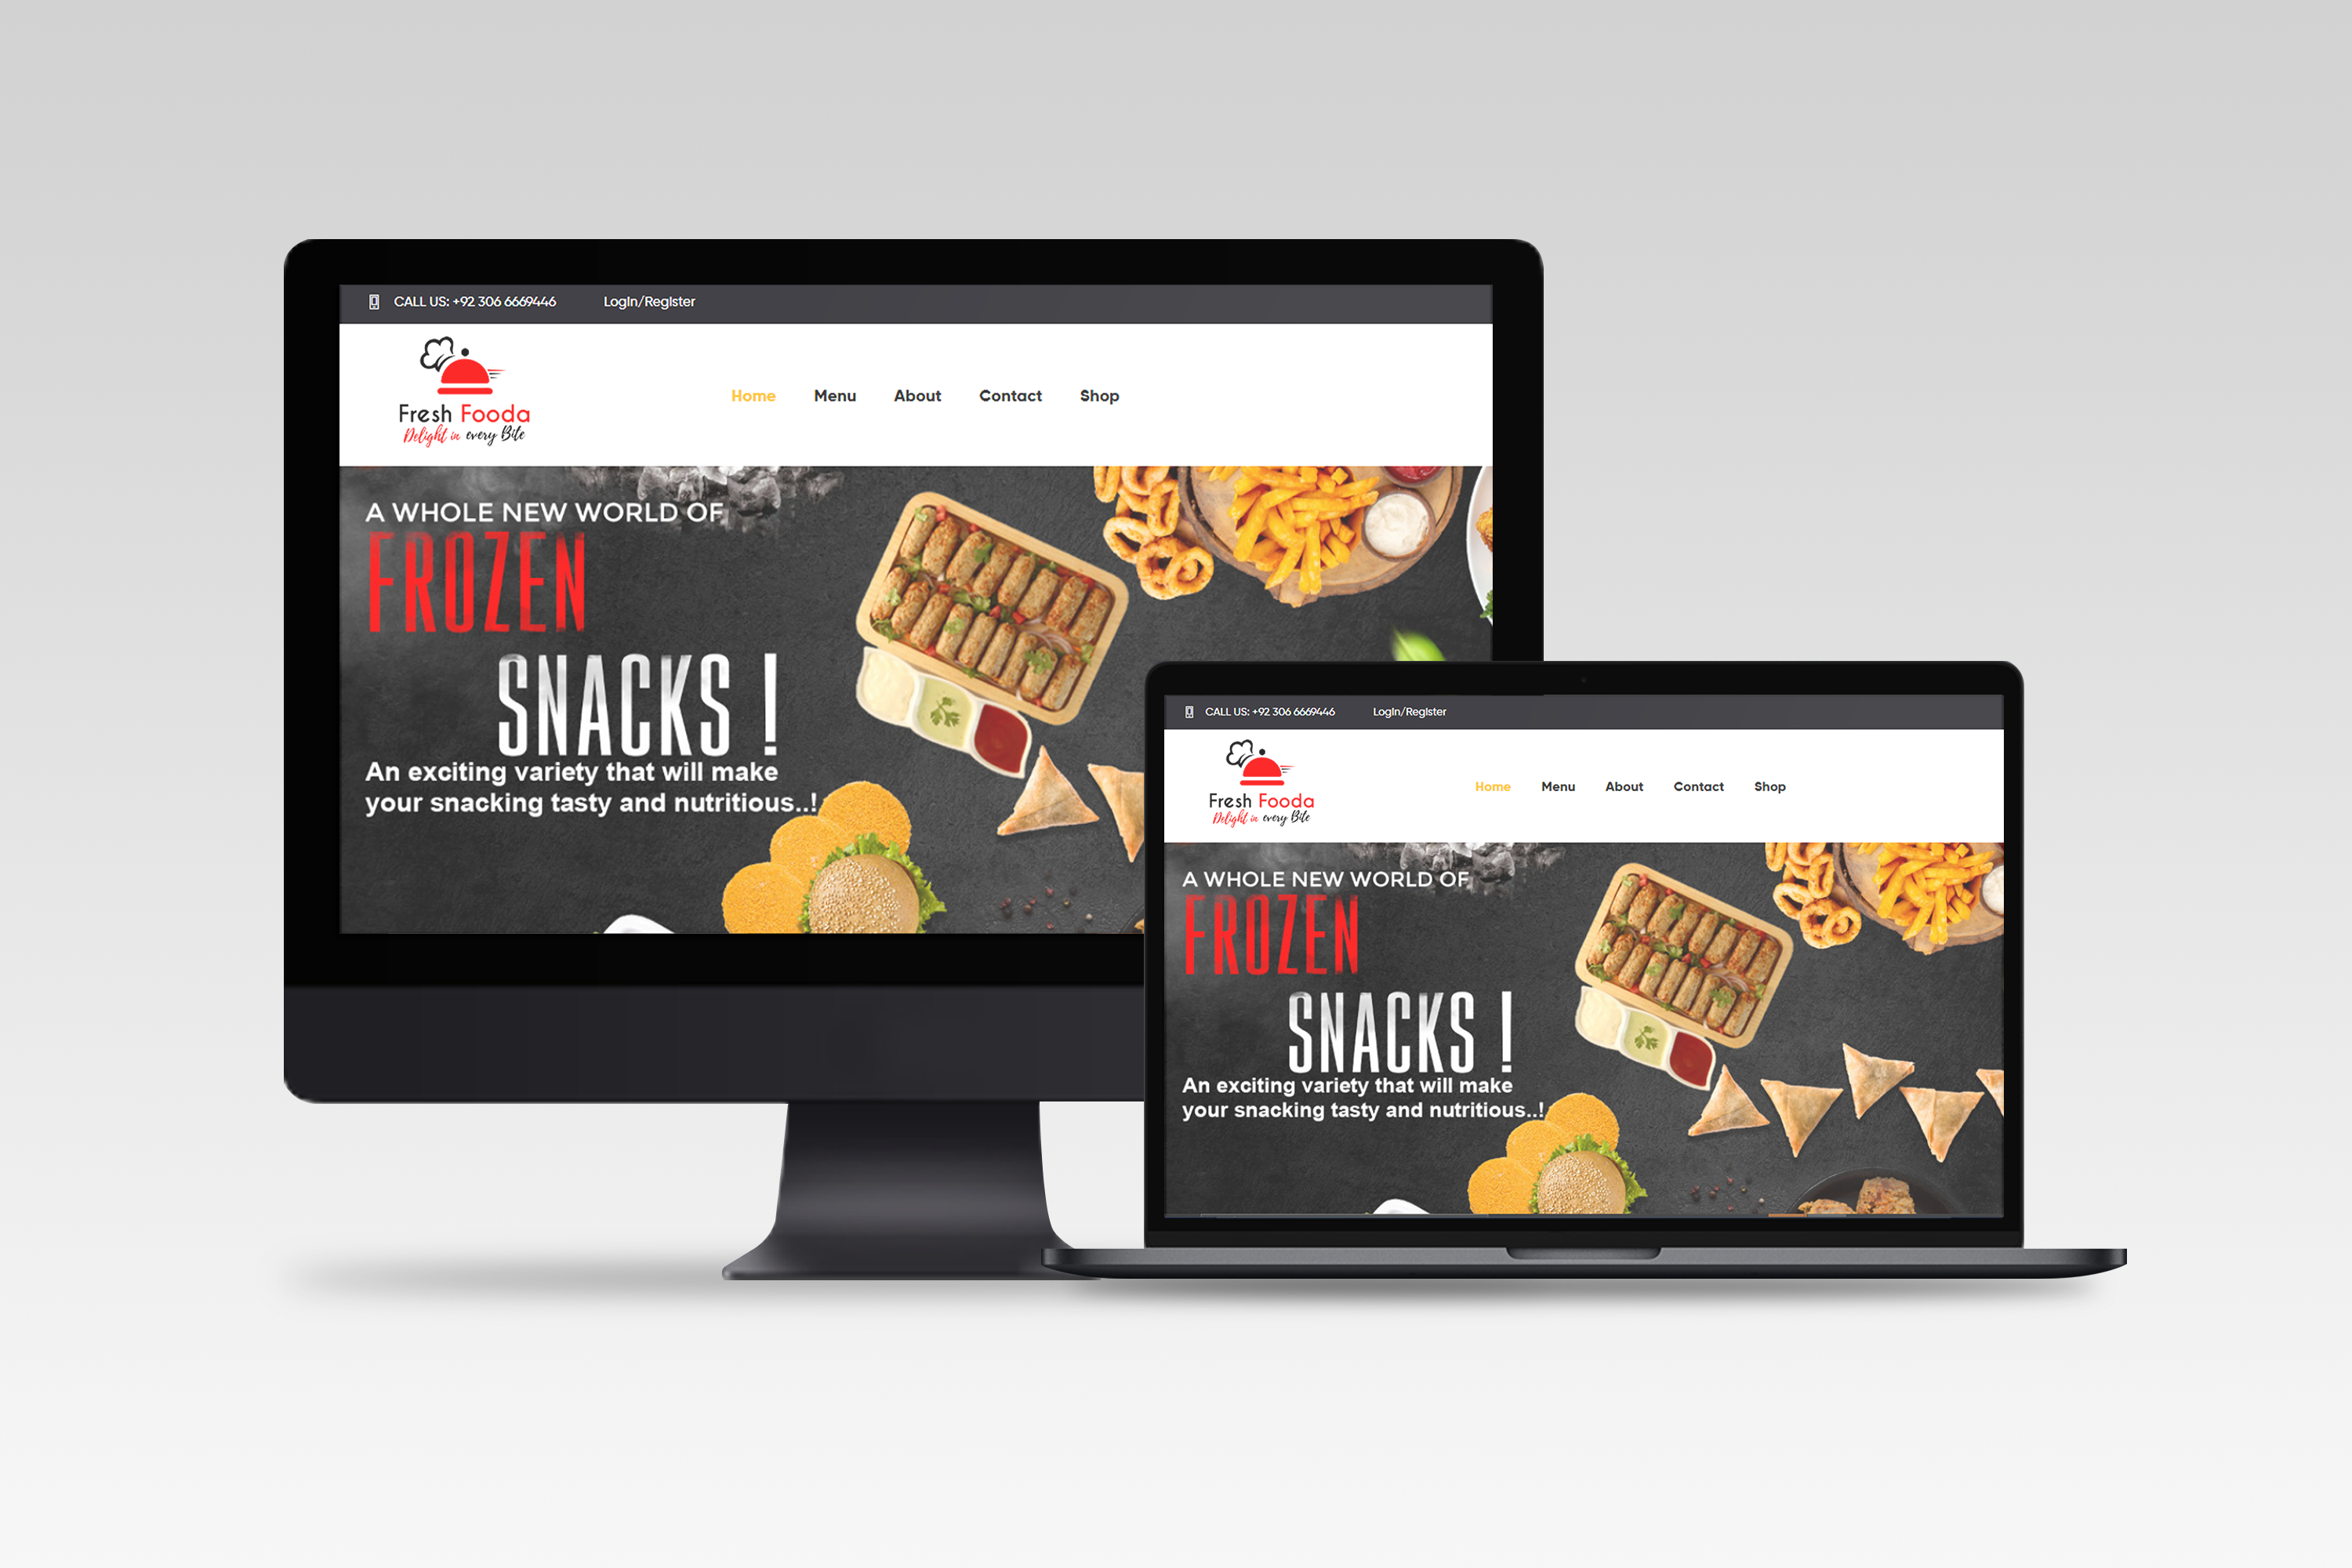 CALL US: +92 306 6669446 Login/Register
Fresh Fooda
Delight in every Bite
Home Menu About Contact Shop
A WHOLE NEW WORLD OF
FROZEN
SNACKS !
An exciting variety that will make
your snacking tasty and nutritious..!
CALL US: +92 306 6669446 Login/Register
Fresh Fooda
Delight in every Bite
Home Menu About Contact Shop
A WHOLE NEW WORLD OF
FROZEN
SNACKS !
An exciting variety that will make
your snacking tasty and nutritious..!